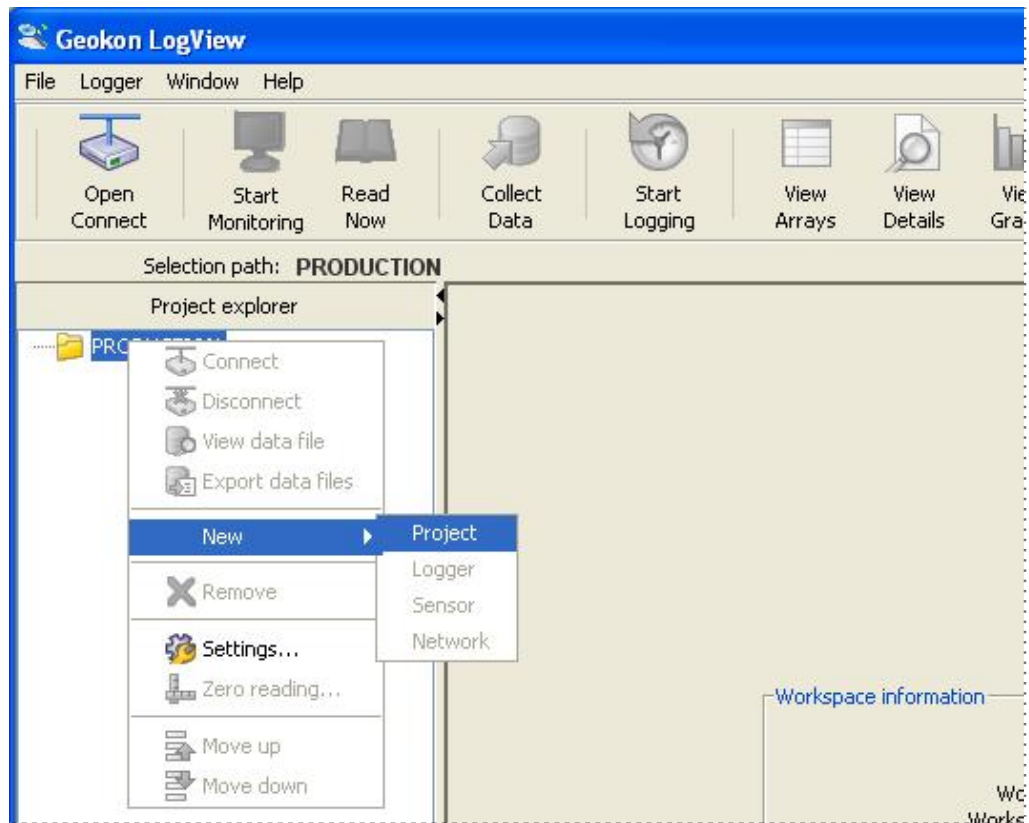 Geokon LogView
File Logger Window Help
Open Connect
Start Monitoring
Read Now
Collect Data
Start Logging
View Arrays
View Details
Selection path: PRODUCTION
Project explorer
Connect
Disconnect
View data file
Export data files
New
Project
Logger
Sensor
Network
Remove
Settings...
Zero reading...
Move up
Move down
Workspace information